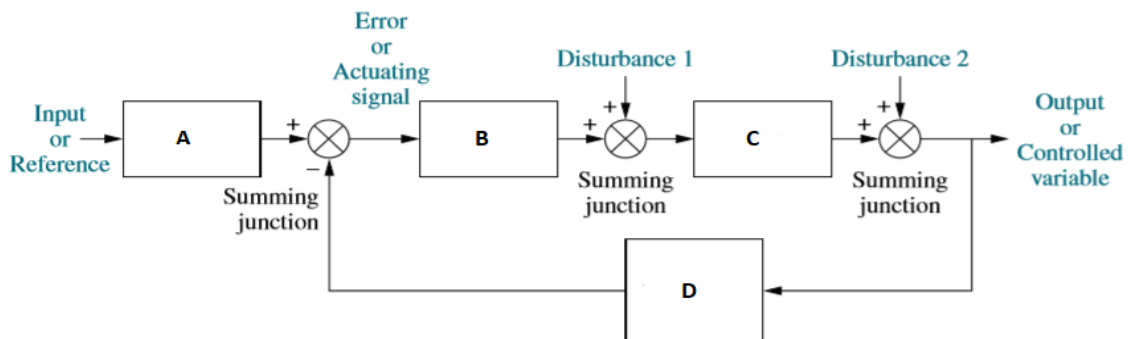 Error
or
Actuating
signal
Disturbance 1
Disturbance 2
Input
or
Reference
A
+
−
B
+
+
C
+
+
Output
or
Controlled
variable
Summing
junction
Summing
junction
Summing
junction
D